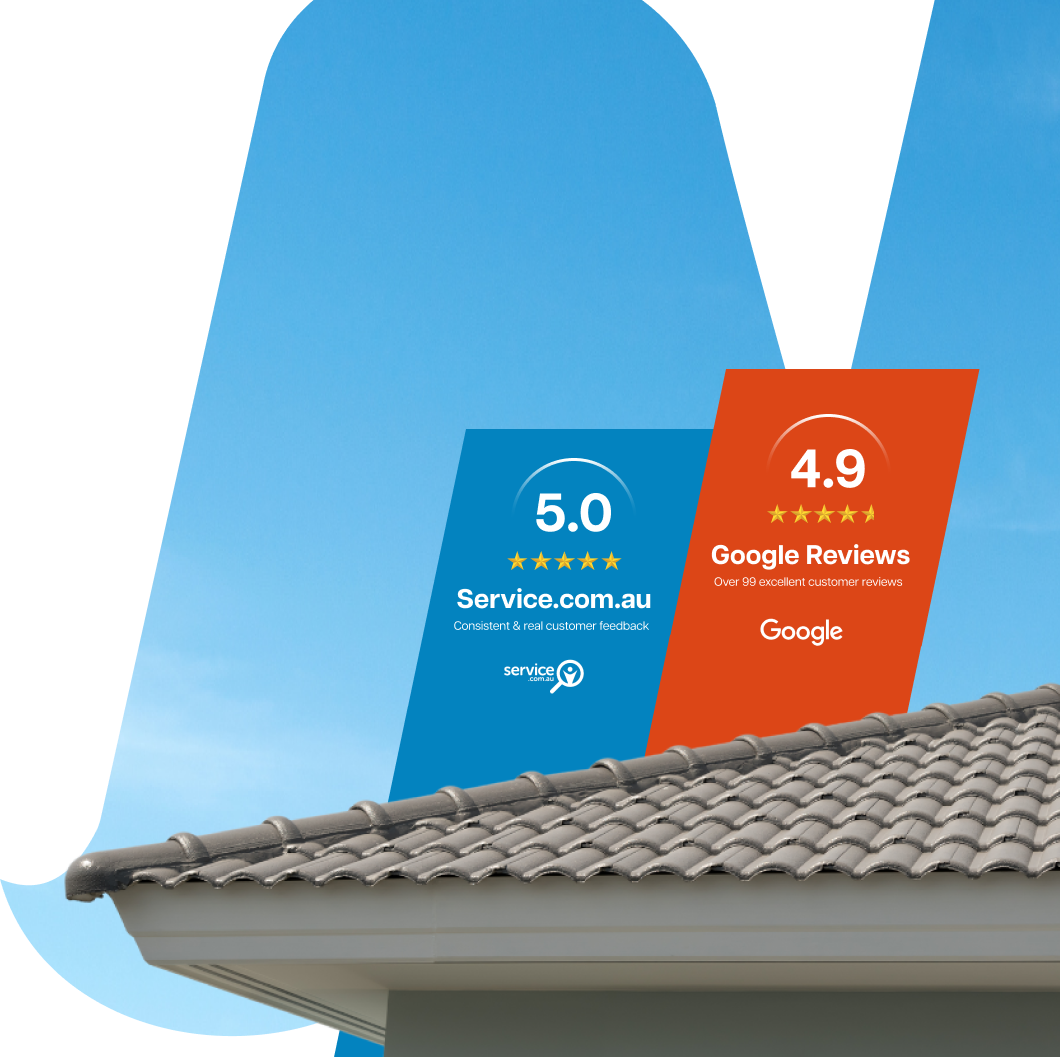 5.0
Service.com.au
Consistent & real customer feedback
service
.com.au
4.9
Google Reviews
Over 99 excellent customer reviews
Google